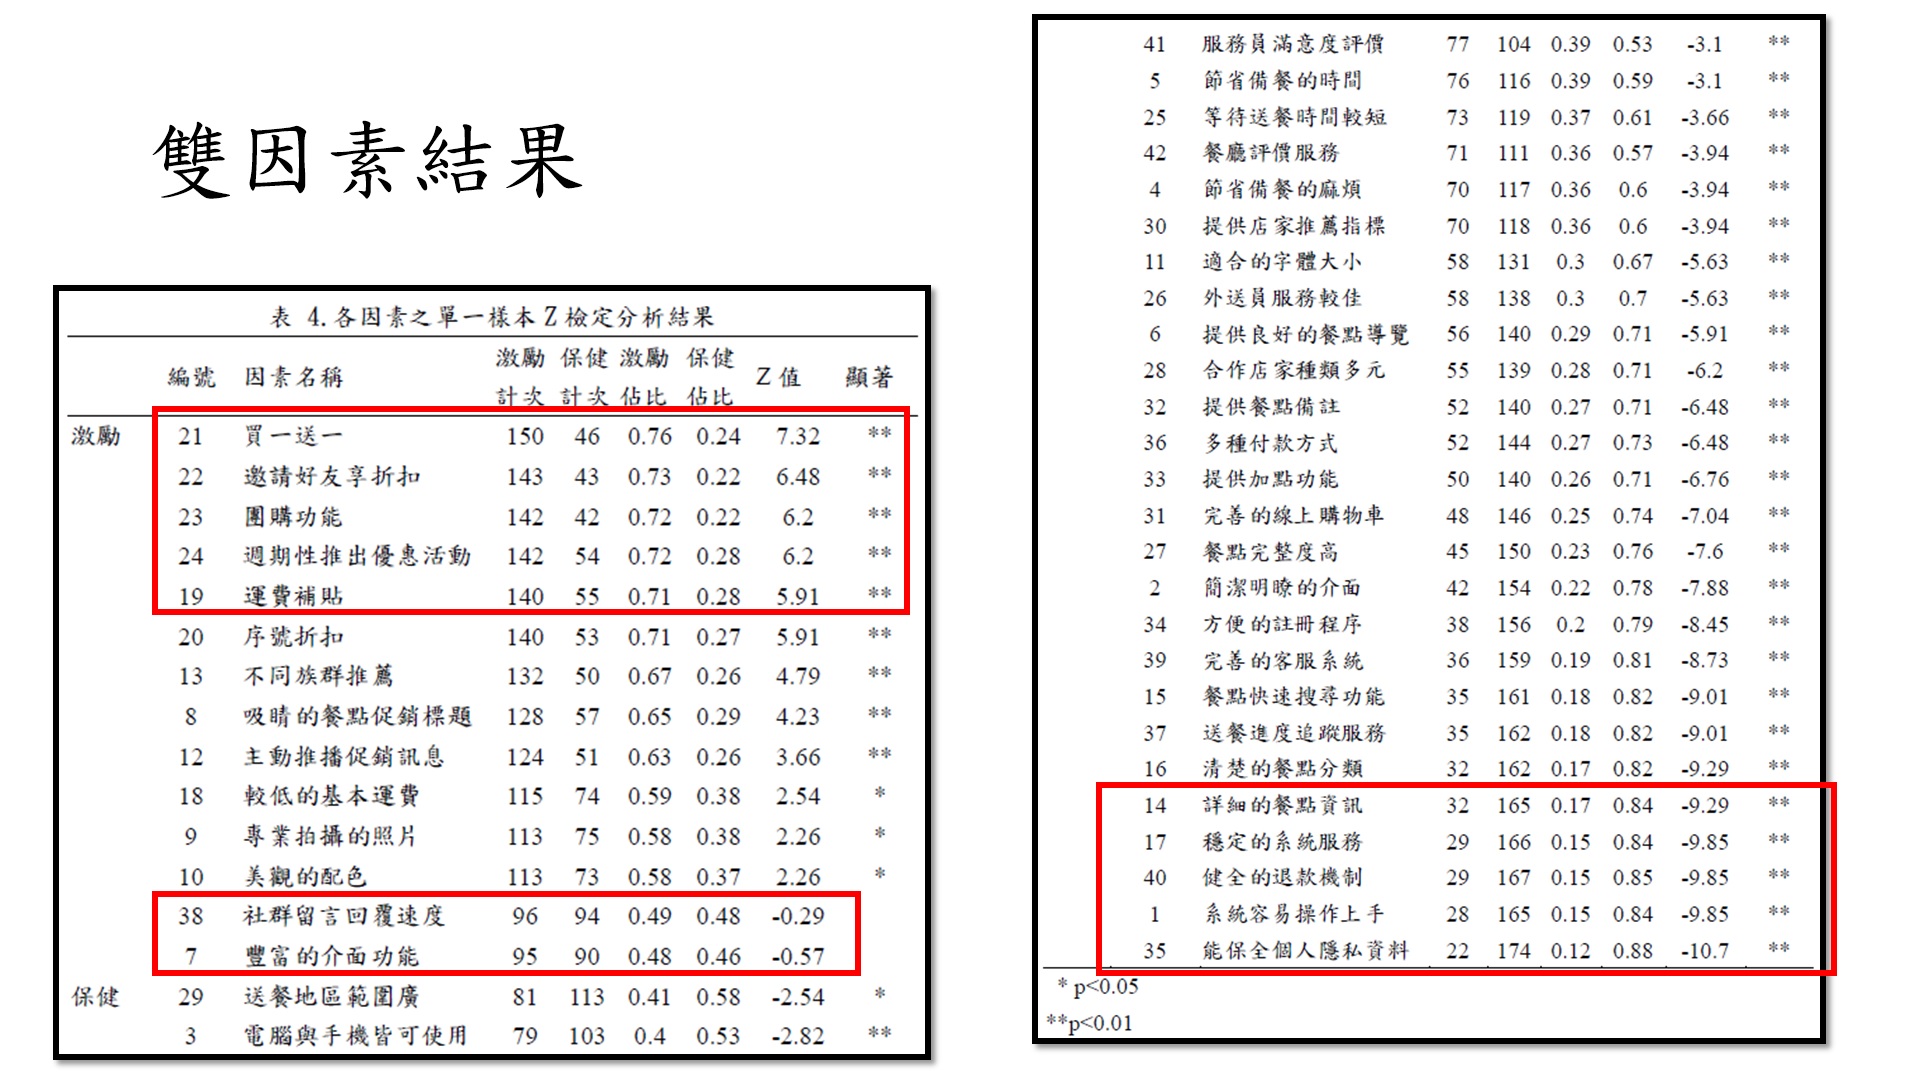 雙因素結果
表 4.各因素之單一樣本 Z 檢定分析結果
編號 因素名稱 激勵計次 保健計次 激勵佔比 保健佔比 Z 值 顯著
激勵 21 買一送一 150 46 0.76 0.24 7.32 **
22 邀請好友享折扣 143 43 0.73 0.22 6.48 **
23 團購功能 142 42 0.72 0.22 6.2 **
24 週期性推出優惠活動 142 54 0.72 0.28 6.2 **
19 運費補貼 140 55 0.71 0.28 5.91 **
20 序號折扣 140 53 0.71 0.27 5.91 **
13 不同族群推薦 132 50 0.67 0.26 4.79 **
8 吸睛的餐點促銷標題 128 57 0.65 0.29 4.23 **
12 主動推播促銷訊息 124 51 0.63 0.26 3.66 **
18 較低的基本運費 115 74 0.59 0.38 2.54 *
9 專業拍攝的照片 113 75 0.58 0.38 2.26 *
10 美觀的配色 113 73 0.58 0.37 2.26 *
38 社群留言回覆速度 96 94 0.49 0.48 -0.29
7 豐富的介面功能 95 90 0.48 0.46 -0.57
保健 29 送餐地區範圍廣 81 113 0.41 0.58 -2.54 *
3 電腦與手機皆可使用 79 103 0.4 0.53 -2.82 **
41 服務員滿意度評價 77 104 0.39 0.53 -3.1 **
5 節省備餐的時間 76 116 0.39 0.59 -3.1 **
25 等待送餐時間較短 73 119 0.37 0.61 -3.66 **
42 餐廳評價服務 71 111 0.36 0.57 -3.94 **
4 節省備餐的麻煩 70 117 0.36 0.6 -3.94 **
30 提供店家推薦指標 70 118 0.36 0.6 -3.94 **
11 適合的字體大小 58 131 0.3 0.67 -5.63 **
26 外送員服務較佳 58 138 0.3 0.7 -5.63 **
6 提供良好的餐點導覽 56 140 0.29 0.71 -5.91 **
28 合作店家種類多元 55 139 0.28 0.71 -6.2 **
32 提供餐點備註 52 140 0.27 0.71 -6.48 **
36 多種付款方式 52 144 0.27 0.73 -6.48 **
33 提供加點功能 50 140 0.26 0.71 -6.76 **
31 完善的線上購物車 48 146 0.25 0.74 -7.04 **
27 餐點完整度高 45 150 0.23 0.76 -7.6 **
2 簡潔明瞭的介面 42 154 0.22 0.78 -7.88 **
34 方便的註冊程序 38 156 0.2 0.79 -8.45 **
39 完善的客服系統 36 159 0.19 0.81 -8.73 **
15 餐點快速搜尋功能 35 161 0.18 0.82 -9.01 **
37 送餐進度追蹤服務 35 162 0.18 0.82 -9.01 **
16 清楚的餐點分類 32 162 0.17 0.82 -9.29 **
14 詳細的餐點資訊 32 165 0.17 0.84 -9.29 **
17 穩定的系統服務 29 166 0.15 0.84 -9.85 **
40 健全的退款機制 29 167 0.15 0.85 -9.85 **
1 系統容易操作上手 28 165 0.15 0.84 -9.85 **
35 能保全個人隱私資料 22 174 0.12 0.88 -10.7 **
* p<0.05
**p<0.01